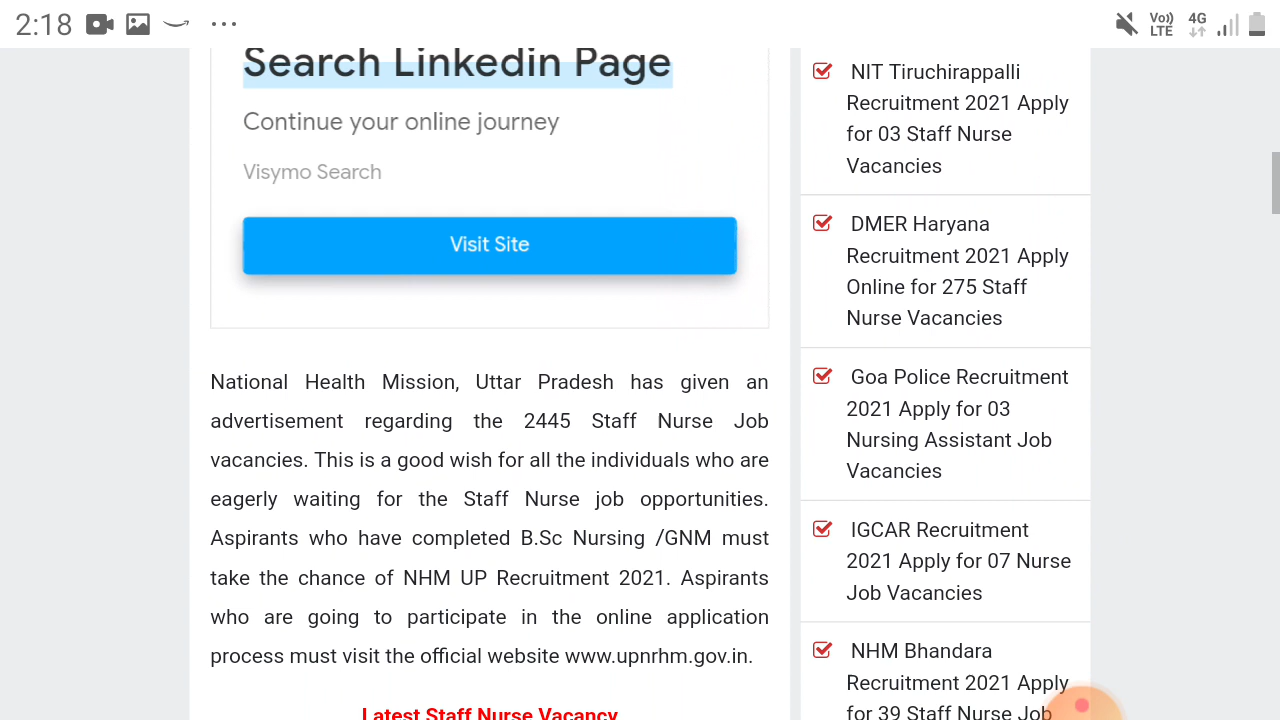 2:18
Vo))
LTE
4G
Search Linkedin Page
Continue your online journey
Visymo Search
Visit Site
National Health Mission, Uttar Pradesh has given an
advertisement regarding the 2445 Staff Nurse Job
vacancies. This is a good wish for all the individuals who are
eagerly waiting for the Staff Nurse job opportunities.
Aspirants who have completed B.Sc Nursing /GNM must
take the chance of NHM UP Recruitment 2021. Aspirants
who are going to participate in the online application
process must visit the official website www.upnrhm.gov.in.
Latest Staff Nurse Vacancy
NIT Tiruchirappalli
Recruitment 2021 Apply
for 03 Staff Nurse
Vacancies
DMER Haryana
Recruitment 2021 Apply
Online for 275 Staff
Nurse Vacancies
Goa Police Recruitment
2021 Apply for 03
Nursing Assistant Job
Vacancies
IGCAR Recruitment
2021 Apply for 07 Nurse
Job Vacancies
NHM Bhandara
Recruitment 2021 Apply
for 39 Staff Nurse Job